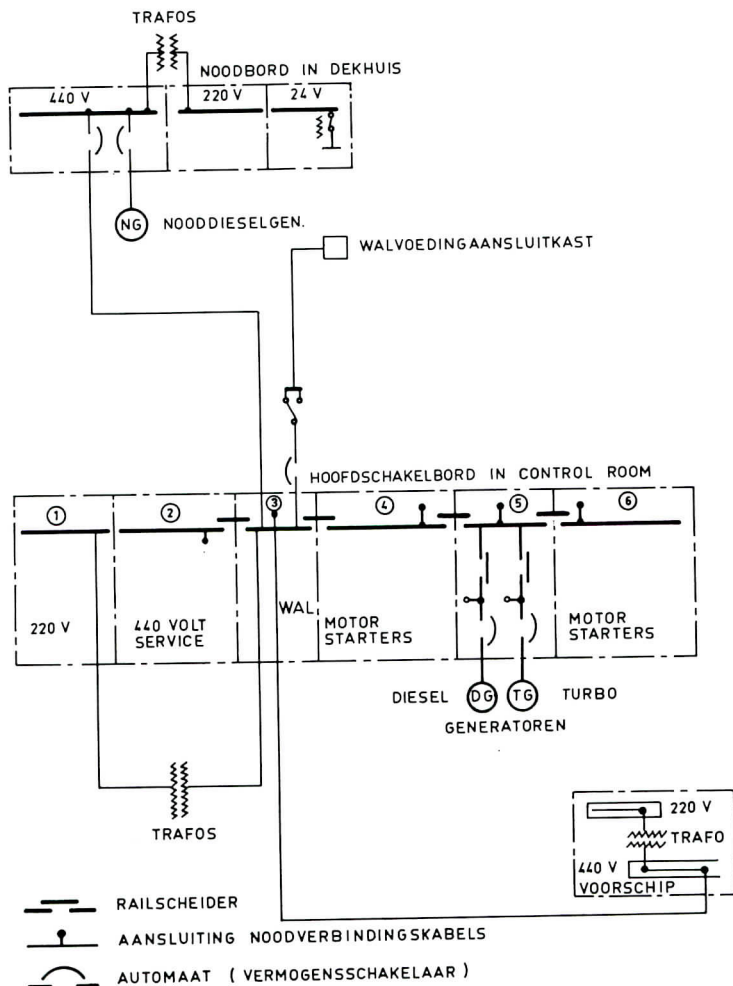 TRAFOS
NOODBORD IN DEKHUIS
440 V
220 V
24 V
NG
NOODDIESELGEN.
WALVOEDINGAANSLUITKAST
HOOFDSCHAKELBORD IN CONTROL ROOM
1
2
3
4
5
6
220 V
440 VOLT
SERVICE
WAL.
MOTOR
STARTERS
MOTOR
STARTERS
DIESEL
DG
TG
TURBO
GENERATOREN
TRAFOS
220 V
TRAFO
440 V
VOORSCHIP
RAILSCHEIDER
AANSLUITING NOODVERBINDINGSKABELS
AUTOMAAT ( VERMOGENSSCHAKELAAR )